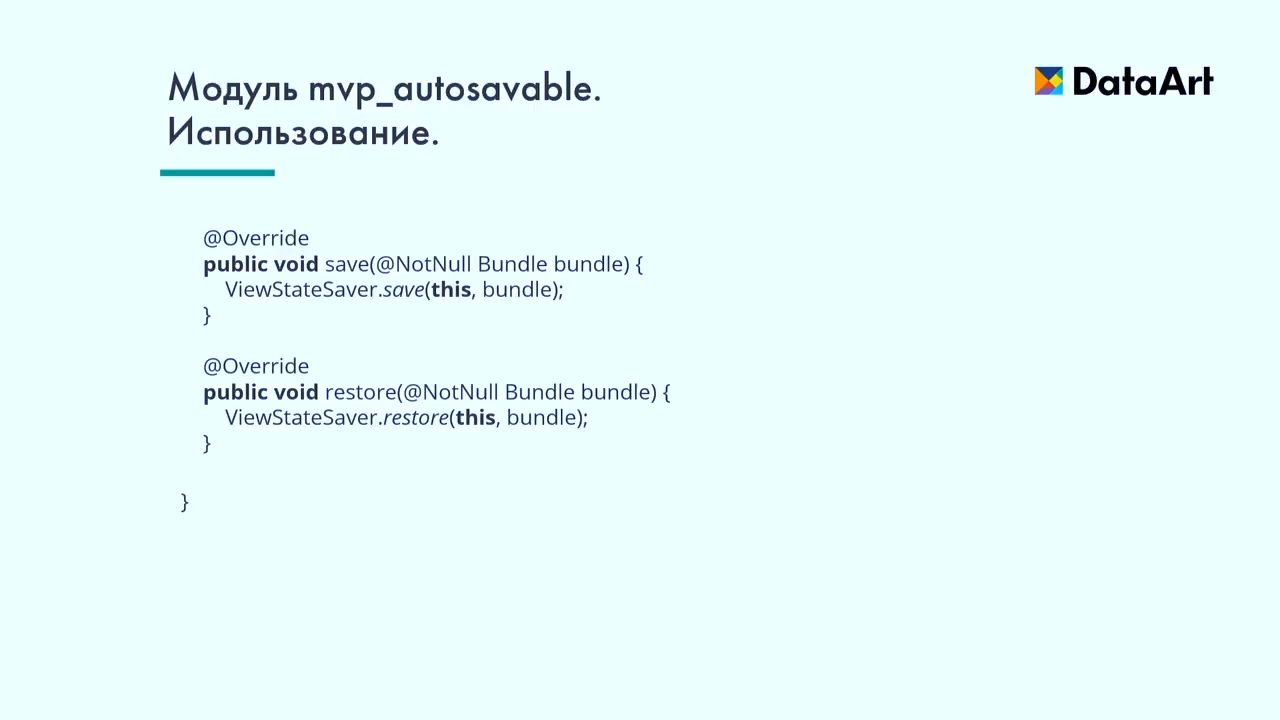 Модуль mvp_autosavable.
Использование.
DataArt
@Override
public void save(@NotNull Bundle bundle) {
ViewStateSaver.save(this, bundle);
}
@Override
public void restore(@NotNull Bundle bundle) {
ViewStateSaver.restore(this, bundle);
}
}